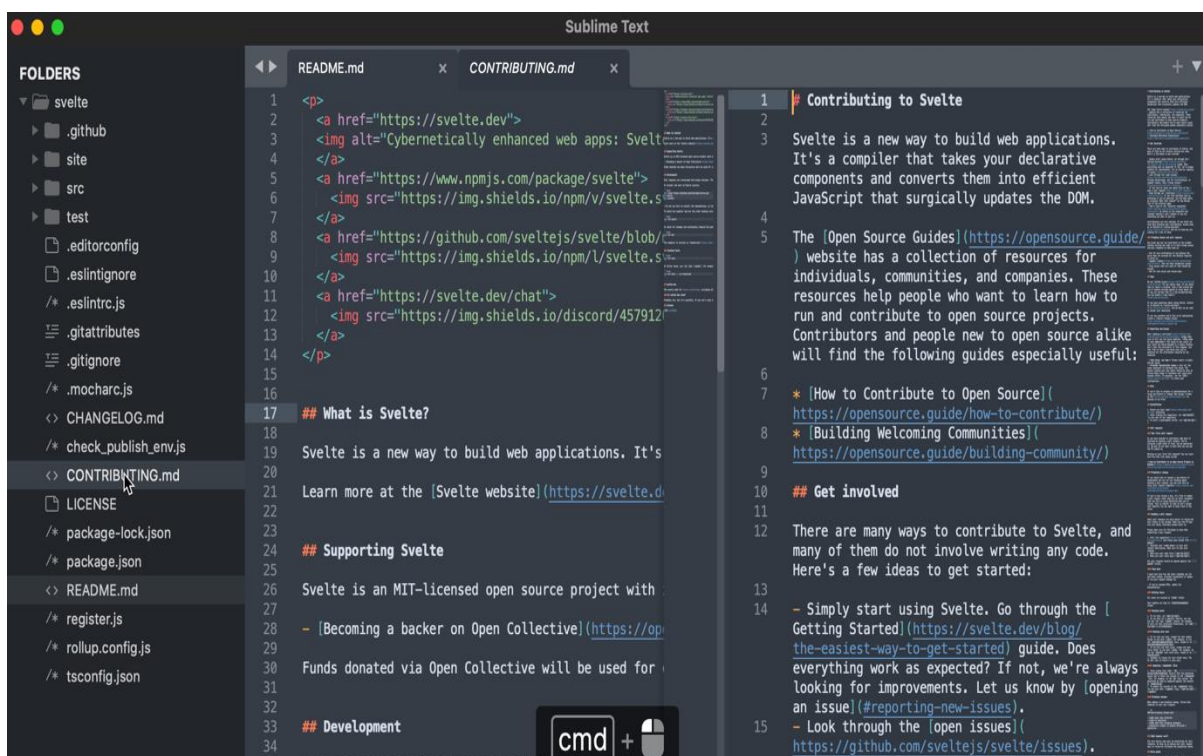 Sublime Text
FOLDERS
svelte
.github
site
src
test
.editorconfig
.eslintignore
.eslintrc.js
.gitattributes
.gitignore
.mocharc.js
CHANGELOG.md
check_publish_env.js
CONTRIBUTING.md
LICENSE
package-lock.json
package.json
README.md
register.js
rollup.config.js
tsconfig.json
README.md x CONTRIBUTING.md x
1 <p>
2 <a href="https://svelte.dev">
3 <img alt="Cybernetically enhanced web apps: Svelt
4 </a>
5 <a href="https://www.npmjs.com/package/svelte">
6 <img src="https://img.shields.io/npm/v/svelte.s
7 </a>
8 <a href="https://github.com/sveltejs/svelte/blob/
9 <img src="https://img.shields.io/npm/l/svelte.s
10 </a>
11 <a href="https://svelte.dev/chat">
12 <img src="https://img.shields.io/discord/457912
13 </a>
14 </p>
15
16
17 ## What is Svelte?
18
19 Svelte is a new way to build web applications. It's
20
21 Learn more at the [Svelte website](https://svelte.d
22
23
24 ## Supporting Svelte
25
26 Svelte is an MIT-licensed open source project with
27
28 - [Becoming a backer on Open Collective](https://op
29
30 Funds donated via Open Collective will be used for
31
32
33 ## Development
34
1 # Contributing to Svelte
2
3 Svelte is a new way to build web applications.
It's a compiler that takes your declarative
components and converts them into efficient
JavaScript that surgically updates the DOM.
4
5 The [Open Source Guides](https://opensource.guide/
) website has a collection of resources for
individuals, communities, and companies. These
resources help people who want to learn how to
run and contribute to open source projects.
Contributors and people new to open source alike
will find the following guides especially useful:
6
7 * [How to Contribute to Open Source](
https://opensource.guide/how-to-contribute/)
8 * [Building Welcoming Communities](
https://opensource.guide/building-community/)
9
10 ## Get involved
11
12 There are many ways to contribute to Svelte, and
many of them do not involve writing any code.
Here's a few ideas to get started:
13
14 - Simply start using Svelte. Go through the [
Getting Started](https://svelte.dev/blog/
the-easiest-way-to-get-started) guide. Does
everything work as expected? If not, we're always
looking for improvements. Let us know by [opening
an issue](#reporting-new-issues).
15 - Look through the [open issues](
https://github.com/sveltejs/svelte/issues).
cmd +